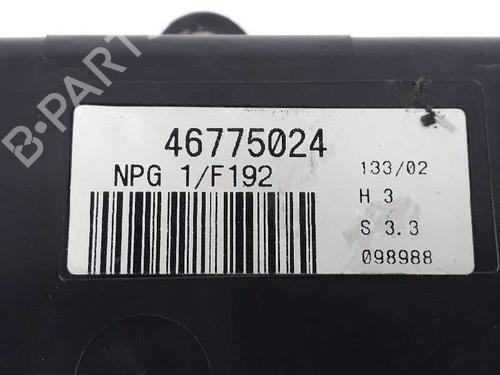 B-PARTS
46775024
NPG 1/F192
133/02
H 3
S 3.3
098988